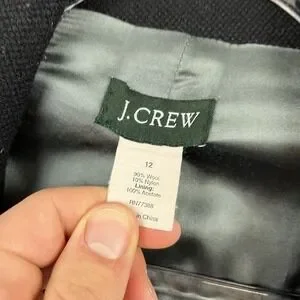 J.CREW
12
90% Wool
10% Nylon
Lining:
100% Acetate
in China